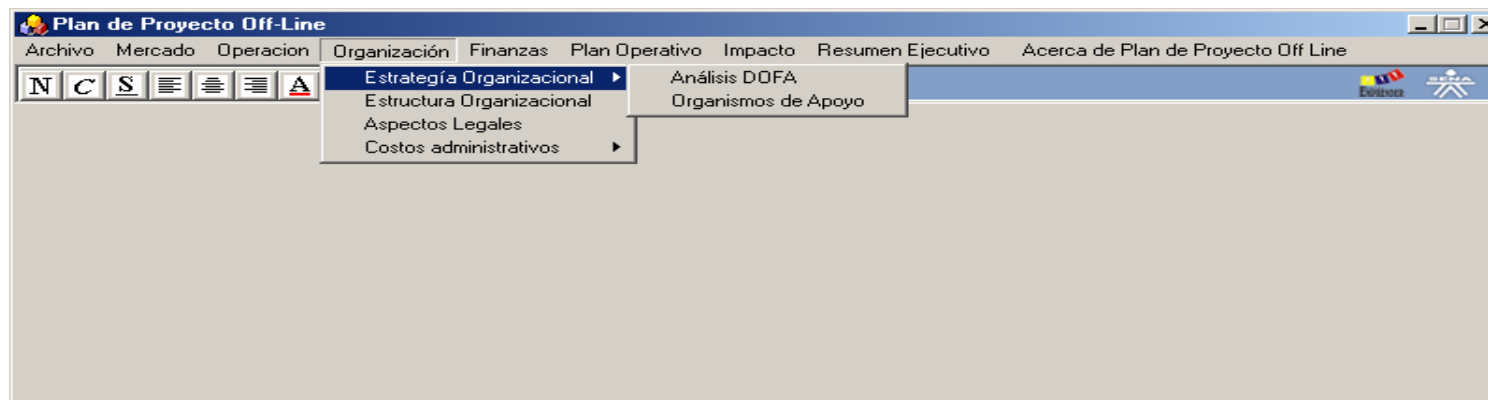 Plan de Proyecto Off-Line
Archivo Mercado Operacion Organización Finanzas Plan Operativo Impacto Resumen Ejecutivo Acerca de Plan de Proyecto Off Line
N C S A
Estrategía Organizacional
Estructura Organizacional
Aspectos Legales
Costos administrativos
Análisis DOFA
Organismos de Apoyo
SENA